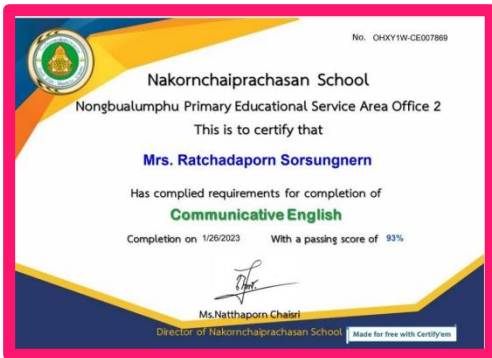 No. OHXY1W-CE007869
Nakornchaiprachasan School
Nongbualumphu Primary Educational Service Area Office 2
This is to certify that
Mrs. Ratchadaporn Sorsungnern
Has complied requirements for completion of
Communicative English
Completion on 1/26/2023 With a passing score of 93%
Ms.Natthaporn Chaisri
Director of Nakornchaiprachasan School
Made for free with Certify'em